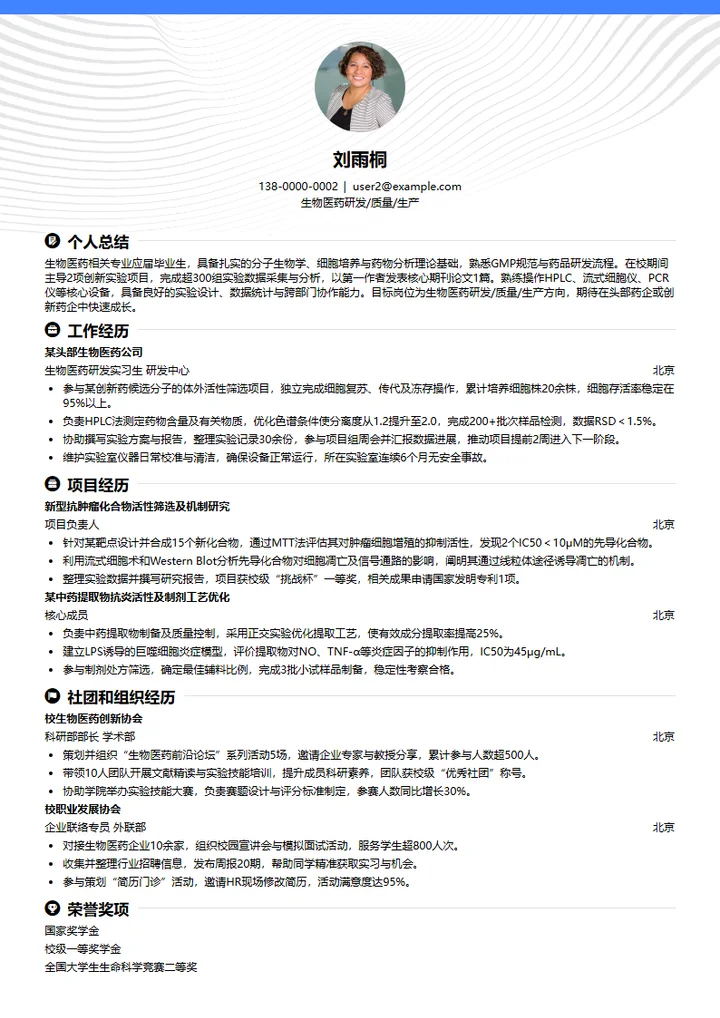 刘雨桐
138-0000-0002 | user2@example.com
生物医药研发/质量/生产
个人总结
生物医药相关专业应届毕业生，具备扎实的分子生物学、细胞培养与药物分析理论基础，熟悉GMP规范与药品研发流程。在校期间
主导2项创新实验项目，完成超300组实验数据采集与分析，以第一作者发表核心期刊论文1篇。熟练操作HPLC、流式细胞仪、PCR
仪等核心设备，具备良好的实验设计、数据统计与跨部门协作能力。目标岗位为生物医药研发/质量/生产方向，期待在头部药企或创
新药企中快速成长。
工作经历
某头部生物医药公司
生物医药研发实习生 研发中心 北京
• 参与某创新药候选分子的体外活性筛选项目，独立完成细胞复苏、传代及冻存操作，累计培养细胞株20余株，细胞存活率稳定在
95%以上。
• 负责HPLC法测定药物含量及有关物质，优化色谱条件使分离度从1.2提升至2.0，完成200+批次样品检测，数据RSD＜1.5%。
• 协助撰写实验方案与报告，整理实验记录30余份，参与项目组周会并汇报数据进展，推动项目提前2周进入下一阶段。
• 维护实验室仪器日常校准与清洁，确保设备正常运行，所在实验室连续6个月无安全事故。
项目经历
新型抗肿瘤化合物活性筛选及机制研究
项目负责人 北京
• 针对某靶点设计并合成15个新化合物，通过MTT法评估其对肿瘤细胞增殖的抑制活性，发现2个IC50＜10μM的先导化合物。
• 利用流式细胞术和Western Blot分析先导化合物对细胞凋亡及信号通路的影响，阐明其通过线粒体途径诱导凋亡的机制。
• 整理实验数据并撰写研究报告，项目获校级“挑战杯”一等奖，相关成果申请国家发明专利1项。
某中药提取物抗炎活性及制剂工艺优化
核心成员 北京
• 负责中药提取物制备及质量控制，采用正交实验优化提取工艺，使有效成分提取率提高25%。
• 建立LPS诱导的巨噬细胞炎症模型，评价提取物对NO、TNF-α等炎症因子的抑制作用，IC50为45μg/mL。
• 参与制剂处方筛选，确定最佳辅料比例，完成3批小试样品制备，稳定性考察合格。
社团和组织经历
校生物医药创新协会
科研部部长 学术部 北京
• 策划并组织“生物医药前沿论坛”系列活动5场，邀请企业专家与教授分享，累计参与人数超500人。
• 带领10人团队开展文献精读与实验技能培训，提升成员科研素养，团队获校级“优秀社团”称号。
• 协助学院举办实验技能大赛，负责赛题设计与评分标准制定，参赛人数同比增长30%。
校职业发展协会
企业联络专员 外联部 北京
• 对接生物医药企业10余家，组织校园宣讲会与模拟面试活动，服务学生超800人次。
• 收集并整理行业招聘信息，发布周报20期，帮助同学精准获取实习与机会。
• 参与策划“简历门诊”活动，邀请HR现场修改简历，活动满意度达95%。
荣誉奖项
国家奖学金
校级一等奖学金
全国大学生生命科学竞赛二等奖